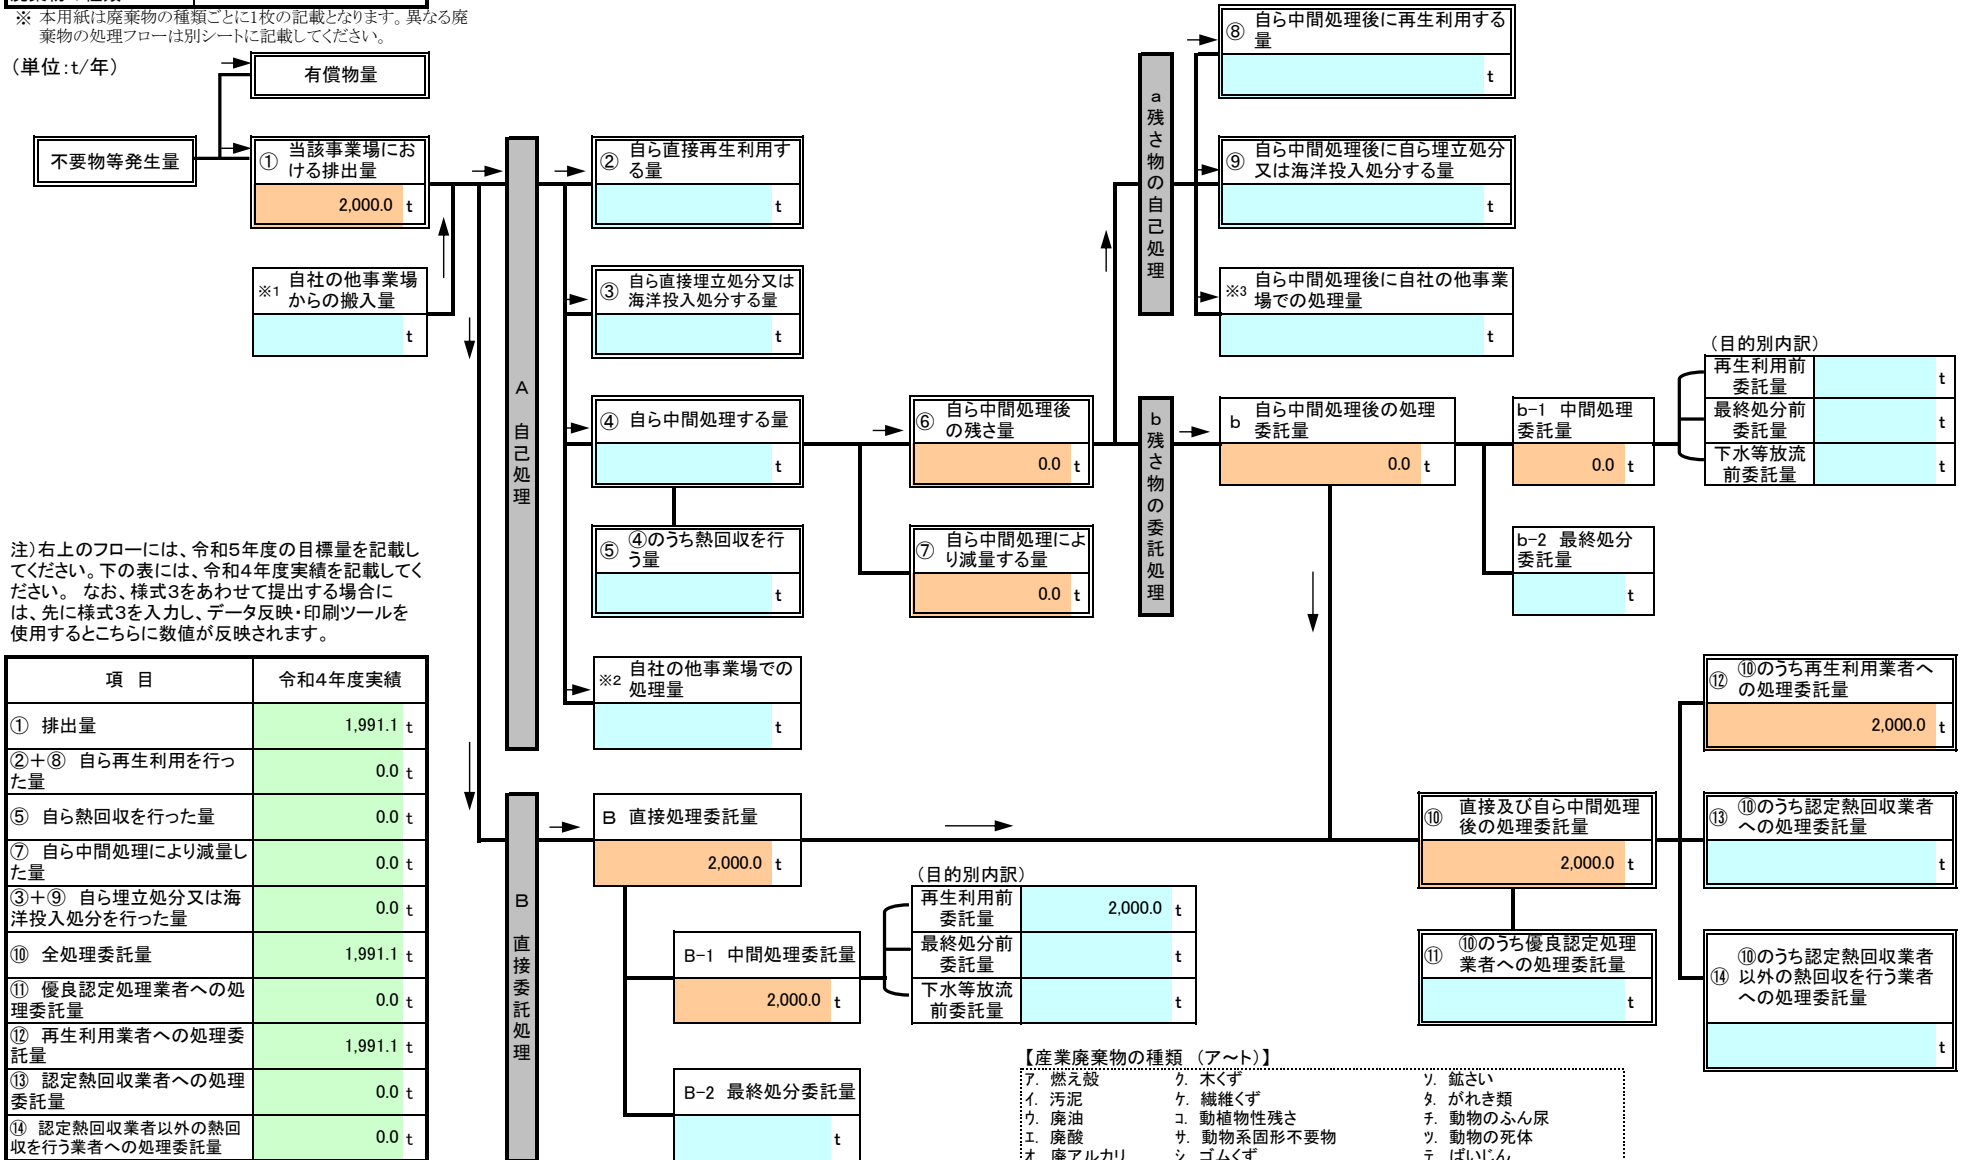 ※ 本用紙は廃棄物の種類ごとに1枚の記載となります。異なる廃
棄物の処理フローは別シートに記載してください。
(単位:t/年)
有償物量
不要物等発生量
① 当該事業場にお
ける排出量
2,000.0 t
※1 自社の他事業場
からの搬入量
t
A 自己処理
② 自ら直接再生利用す
る量
t
③ 自ら直接埋立処分又は
海洋投入処分する量
t
④ 自ら中間処理する量
t
⑤ ④のうち熱回収を行
う量
t
※2 自社の他事業場での
処理量
t
⑥ 自ら中間処理後
の残さ量
0.0 t
⑦ 自ら中間処理によ
り減量する量
0.0 t
a 残さ物の自己処理
⑧ 自ら中間処理後に再生利用する
量
t
⑨ 自ら中間処理後に自ら埋立処分
又は海洋投入処分する量
t
※3 自ら中間処理後に自社の他事業
場での処理量
t
b 残さ物の委託処理
b 自ら中間処理後の処理
委託量
0.0 t
b-1 中間処理
委託量
0.0 t
(目的別内訳)
再生利用前
委託量 t
最終処分前
委託量 t
下水等放流
前委託量 t
b-2 最終処分
委託量
t
注)右上のフローには、令和5年度の目標量を記載し
てください。下の表には、令和4年度実績を記載してく
ださい。 なお、様式3をあわせて提出する場合に
は、先に様式3を入力し、データ反映・印刷ツールを
使用するとこちらに数値が反映されます。
項 目 令和4年度実績
① 排出量 1,991.1 t
②+⑧ 自ら再生利用を行っ
た量 0.0 t
⑤ 自ら熱回収を行った量 0.0 t
⑦ 自ら中間処理により減量し
た量 0.0 t
③+⑨ 自ら埋立処分又は海
洋投入処分を行った量 0.0 t
⑩ 全処理委託量 1,991.1 t
⑪ 優良認定処理業者への処
理委託量 0.0 t
⑫ 再生利用業者への処理委
託量 1,991.1 t
⑬ 認定熱回収業者への処理
委託量 0.0 t
⑭ 認定熱回収業者以外の熱回
収を行う業者への処理委託量 0.0 t
B 直接委託処理
B 直接処理委託量
2,000.0 t
B-1 中間処理委託量
2,000.0 t
B-2 最終処分委託量
t
(目的別内訳)
再生利用前
委託量 2,000.0 t
最終処分前
委託量 t
下水等放流
前委託量 t
⑩ 直接及び自ら中間処理
後の処理委託量
2,000.0 t
⑪ ⑩のうち優良認定処理
業者への処理委託量
t
⑫ ⑩のうち再生利用業者へ
の処理委託量
2,000.0 t
⑬ ⑩のうち認定熱回収業者
への処理委託量
t
⑭ ⑩のうち認定熱回収業者
以外の熱回収を行う業者
への処理委託量
t
【産業廃棄物の種類 (ア~ト)】
ア. 燃え殻 ク. 木くず ソ. 鉱さい
イ. 汚泥 ケ. 繊維くず タ. がれき類
ウ. 廃油 コ. 動植物性残さ チ. 動物のふん尿
エ. 廃酸 サ. 動物系固形不要物 ツ. 動物の死体
オ. 廃アルカリ シ. ゴムくず テ. ばいじん